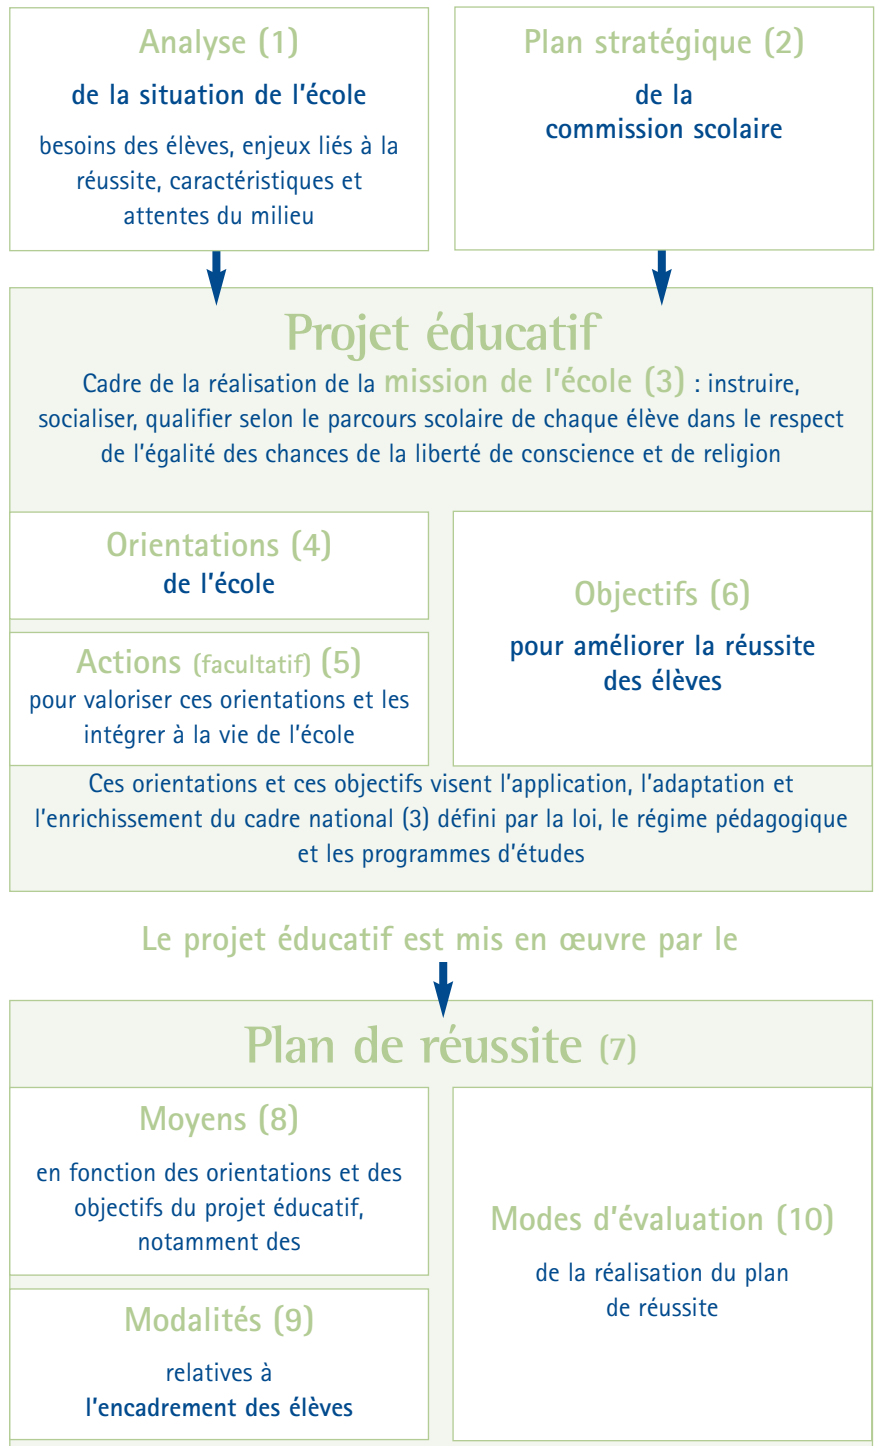 Analyse (1)
de la situation de l'école
besoins des élèves, enjeux liés à la
réussite, caractéristiques et
attentes du milieu
Plan stratégique (2)
de la
commission scolaire
Projet éducatif
Cadre de la réalisation de la mission de l'école (3) : instruire,
socialiser, qualifier selon le parcours scolaire de chaque élève dans le respect
de l'égalité des chances de la liberté de conscience et de religion
Orientations (4)
de l'école
Actions (facultatif) (5)
pour valoriser ces orientations et les
intégrer à la vie de l'école
Objectifs (6)
pour améliorer la réussite
des élèves
Ces orientations et ces objectifs visent l'application, l'adaptation et
l'enrichissement du cadre national (3) défini par la loi, le régime pédagogique
et les programmes d'études
Le projet éducatif est mis en œuvre par le
Plan de réussite (7)
Moyens (8)
en fonction des orientations et des
objectifs du projet éducatif,
notamment des
Modalités (9)
relatives à
l'encadrement des élèves
Modes d'évaluation (10)
de la réalisation du plan
de réussite